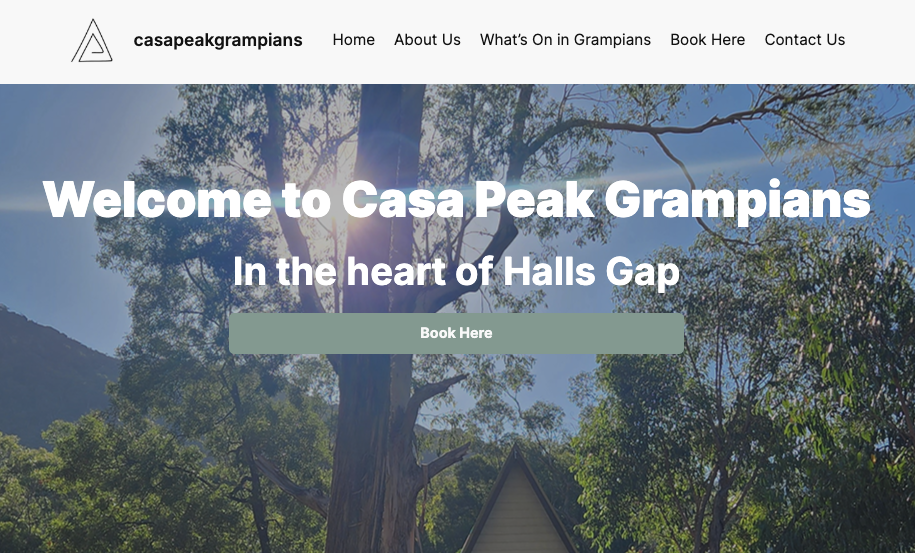 casapeakgrampians Home About Us What’s On in Grampians Book Here Contact Us
Welcome to Casa Peak Grampians
In the heart of Halls Gap
Book Here